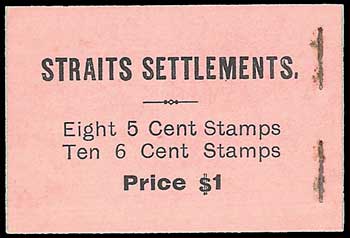 STRAITS SETTLEMENTS.
Eight 5 Cent Stamps
Ten 6 Cent Stamps
Price $1